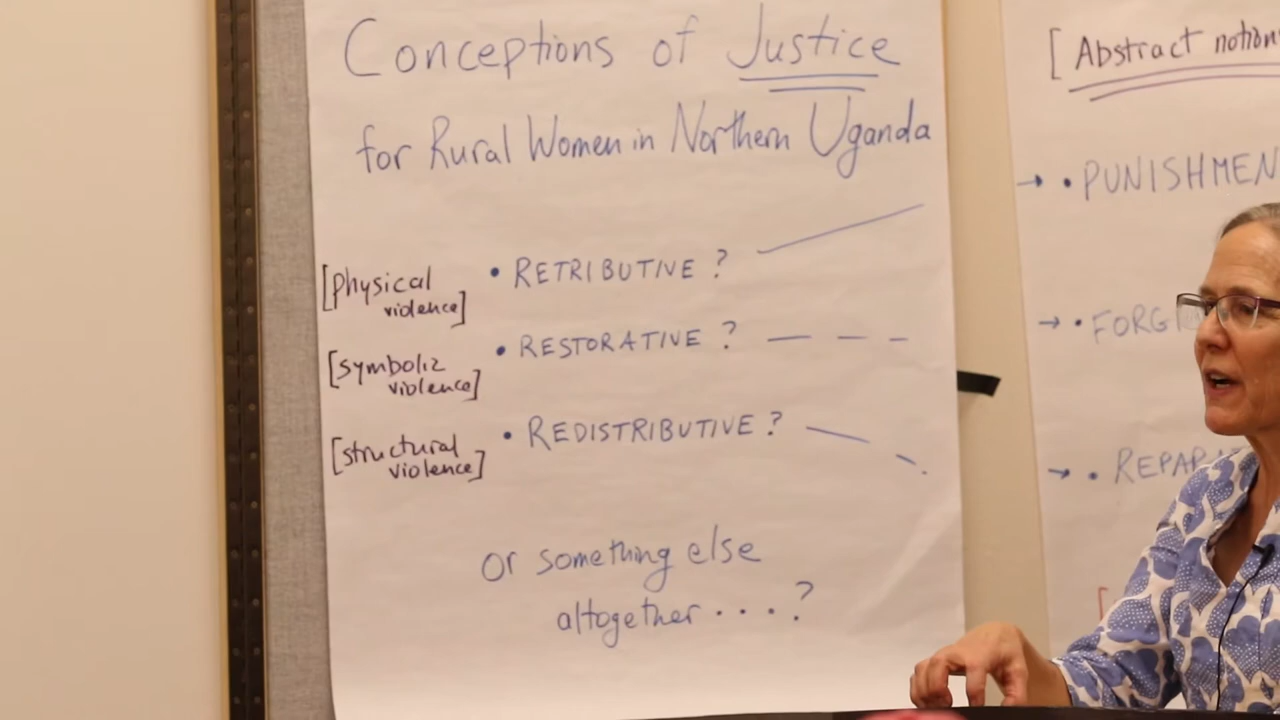 Conceptions of Justice
for Rural Women in Northern Uganda
[physical
violence]
• RETRIBUTIVE ?
[symbolic
violence]
• RESTORATIVE ?
[structural
violence]
• REDISTRIBUTIVE ?
or something else
altogether . . . . ?
[Abstract notion
→ • PUNISHMEN
→ • FORG
→ • REPAR
[